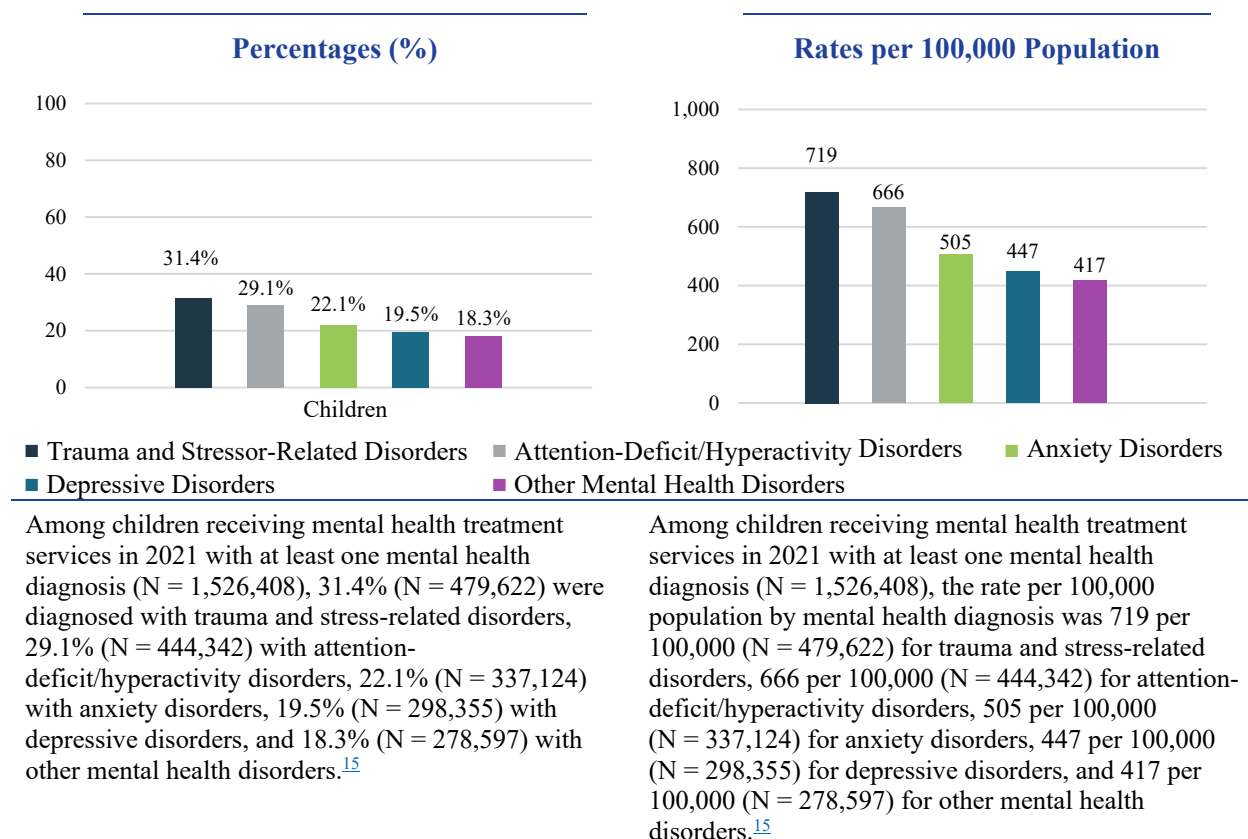 Percentages (%)
100
80
60
40
20
0
31.4%
29.1%
22.1%
19.5%
18.3%
Children
Rates per 100,000 Population
1,000
800
600
400
200
0
719
666
505
447
417
Trauma and Stressor-Related Disorders
Attention-Deficit/Hyperactivity Disorders
Anxiety Disorders
Depressive Disorders
Other Mental Health Disorders
Among children receiving mental health treatment
services in 2021 with at least one mental health
diagnosis (N = 1,526,408), 31.4% (N = 479,622) were
diagnosed with trauma and stress-related disorders,
29.1% (N = 444,342) with attention-
deficit/hyperactivity disorders, 22.1% (N = 337,124)
with anxiety disorders, 19.5% (N = 298,355) with
depressive disorders, and 18.3% (N = 278,597) with
other mental health disorders.15
Among children receiving mental health treatment
services in 2021 with at least one mental health
diagnosis (N = 1,526,408), the rate per 100,000
population by mental health diagnosis was 719 per
100,000 (N = 479,622) for trauma and stress-related
disorders, 666 per 100,000 (N = 444,342) for attention-
deficit/hyperactivity disorders, 505 per 100,000
(N = 337,124) for anxiety disorders, 447 per 100,000
(N = 298,355) for depressive disorders, and 417 per
100,000 (N = 278,597) for other mental health
disorders.15